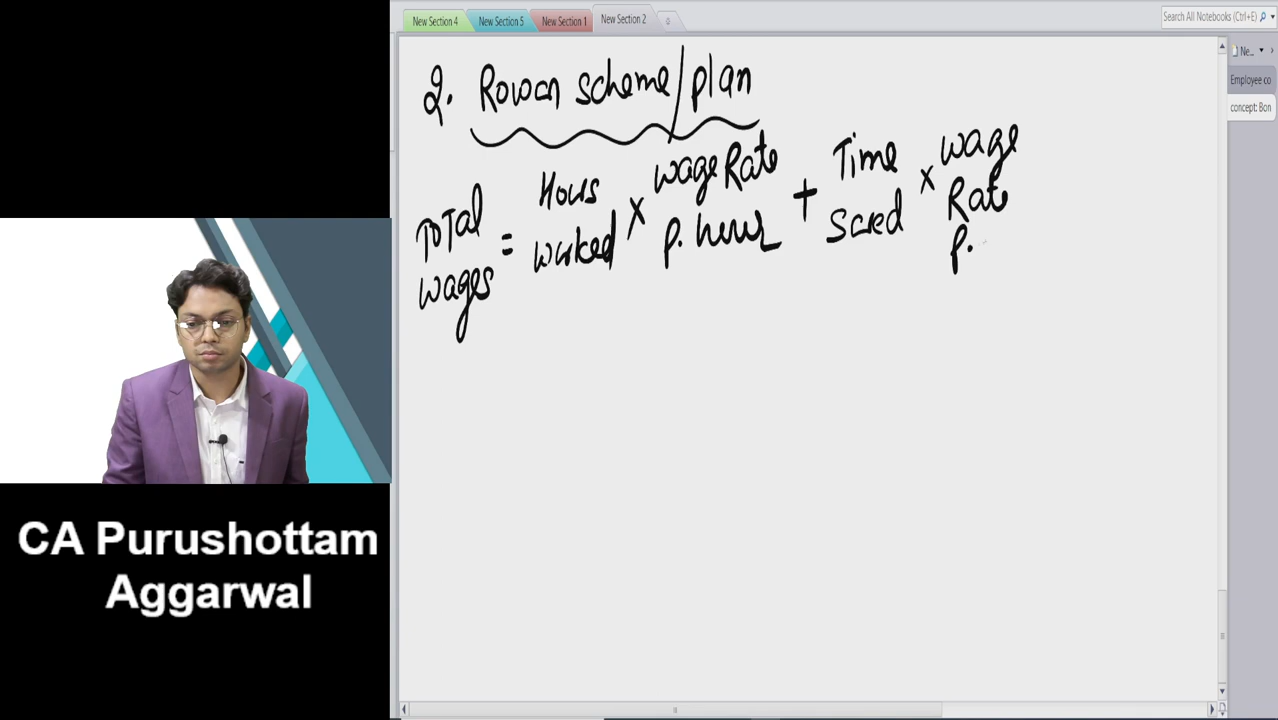 New Section 4
New Section 5
New Section 1
New Section 2
Search All Notebooks (Ctrl+E)
Ne...
Employee co
concept: Bon
2. Rowan scheme/plan
Total wages = Hours worked × wage Rate p. hour + Time Saved × wage Rate p.
CA Purushottam
Aggarwal